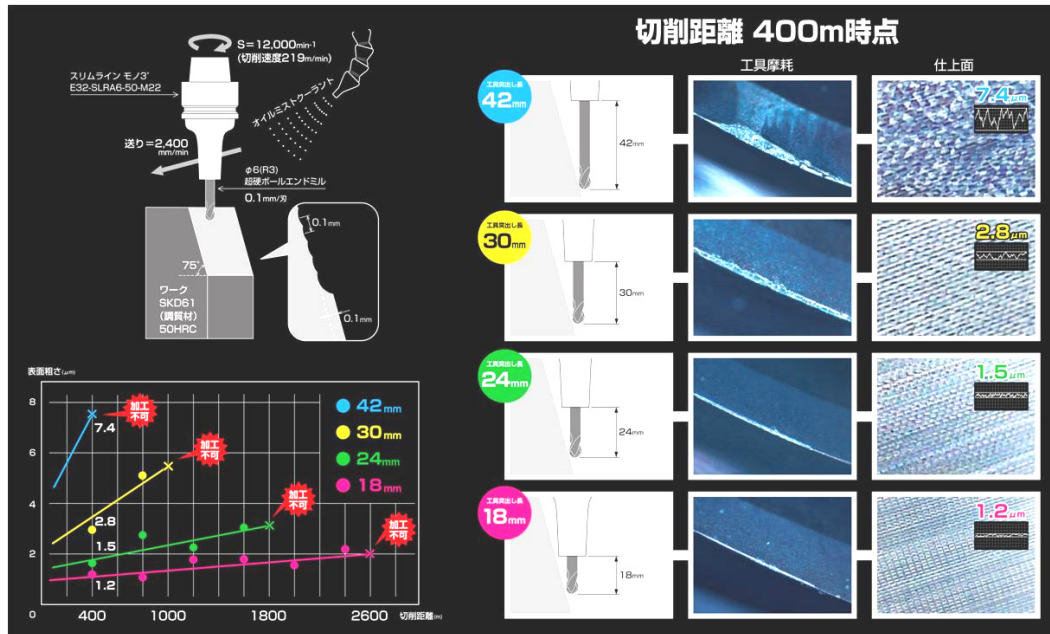 S=12,000min-1
(切削速度219m/min)
スリムライン モノ3°
E32-SLRA6-50-M22
オイルミストクーラント
送り=2,400
mm/min
φ6(R3)
超硬ボールエンドミル
0.1mm/刃
0.1mm
75°
ワーク
SKD61
(調質材)
50HRC
0.1mm
表面粗さ(μm)
8
6
4
2
0
7.4
2.8
1.5
1.2
加工
不可
加工
不可
加工
不可
加工
不可
42mm
30mm
24mm
18mm
400
1000
1800
2600
切削距離(m)
切削距離 400m時点
工具摩耗
仕上面
工具突出し長
42mm
42mm
7.4μm
工具突出し長
30mm
30mm
2.8μm
工具突出し長
24mm
24mm
1.5μm
工具突出し長
18mm
18mm
1.2μm